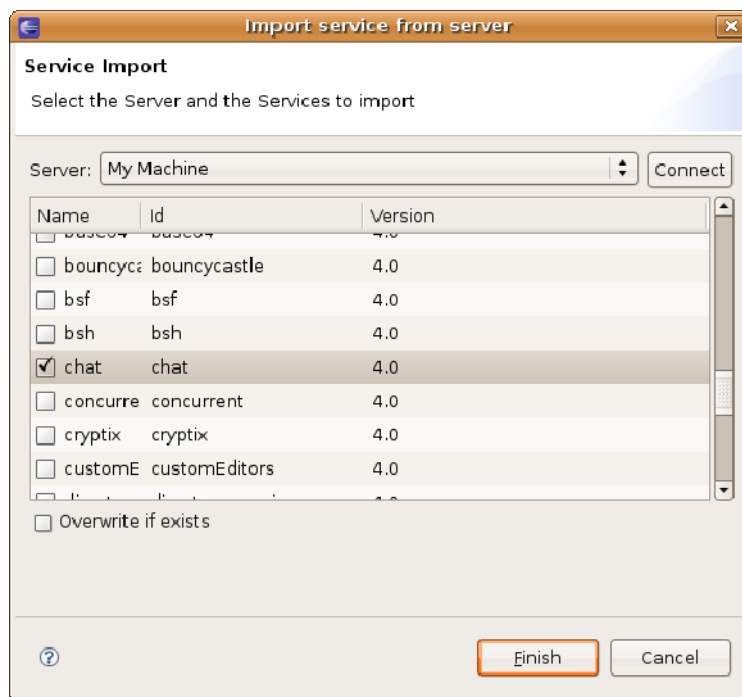 Import service from server
Service Import
Select the Server and the Services to import
Server: My Machine Connect
Name Id Version
bouncyca bouncycastle 4.0
bsf bsf 4.0
bsh bsh 4.0
chat chat 4.0
concurre concurrent 4.0
cryptix cryptix 4.0
customE customEditors 4.0
Overwrite if exists
Finish Cancel